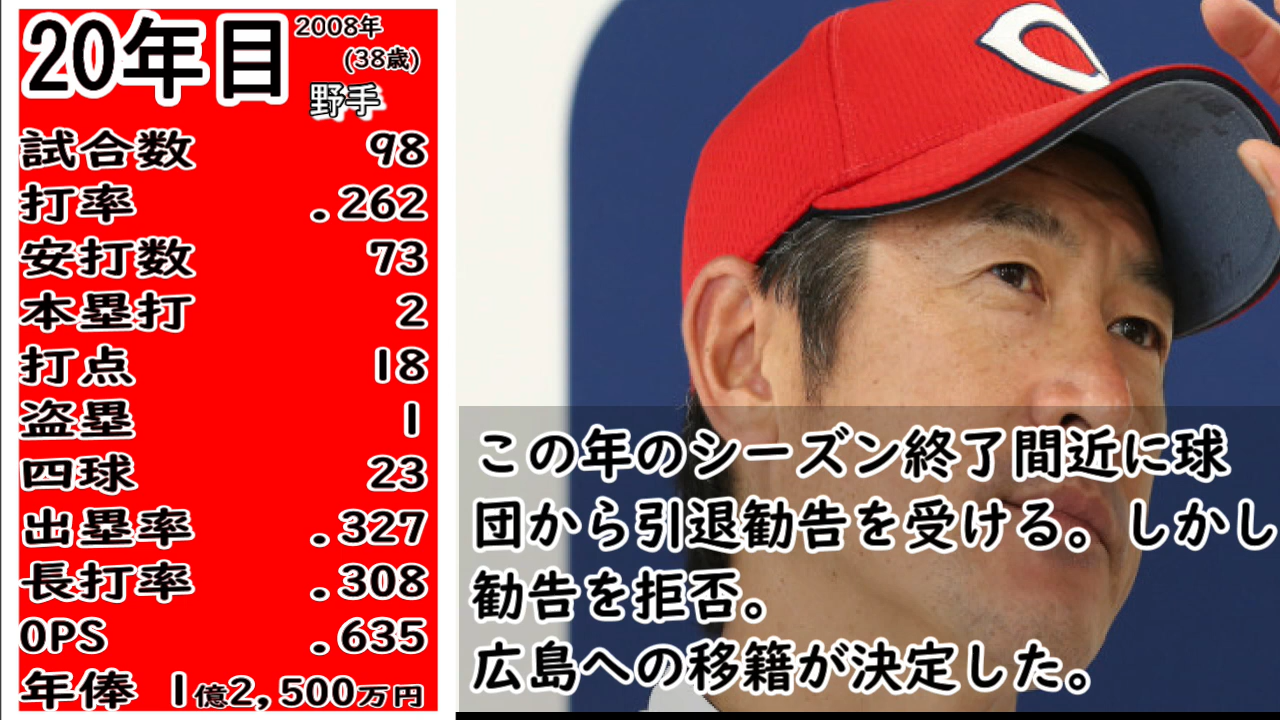 20年目 2008年
(38歳)
野手
試合数 98
打率 .262
安打数 73
本塁打 2
打点 18
盗塁 1
四球 23
出塁率 .327
長打率 .308
OPS .635
年俸 1億2,500万円
この年のシーズン終了間近に球
団から引退勧告を受ける。しかし
勧告を拒否。
広島への移籍が決定した。